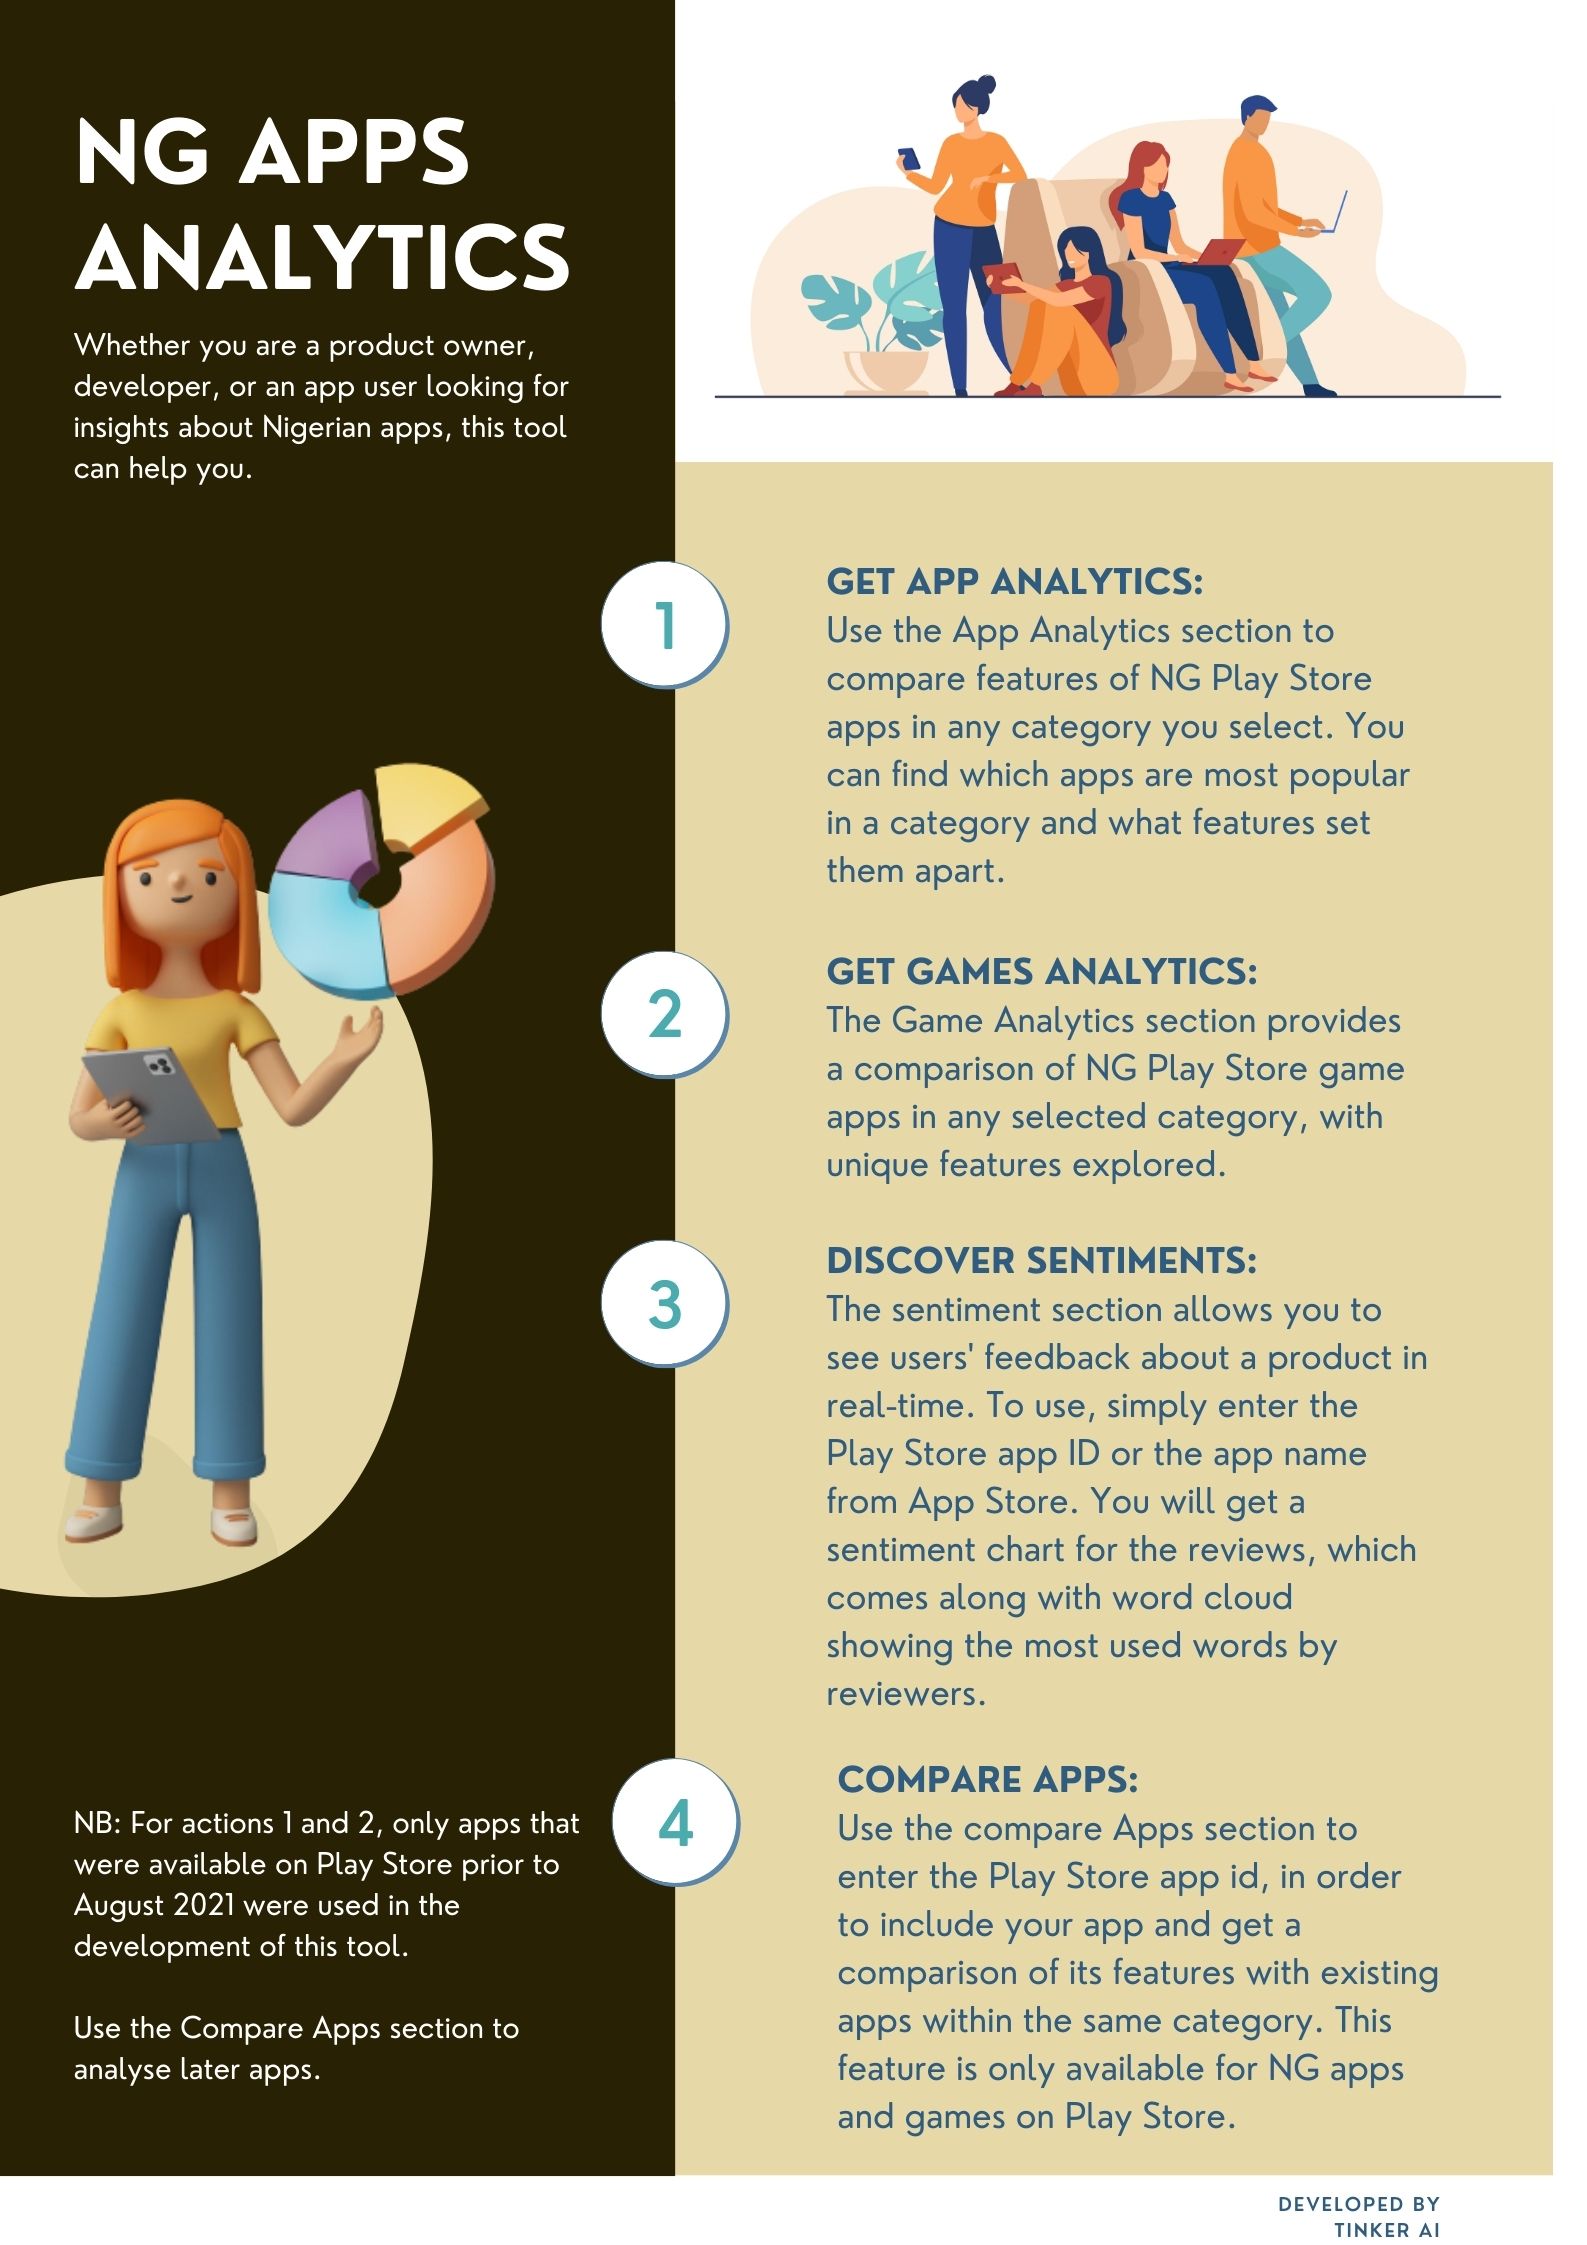 NG APPS
ANALYTICS
Whether you are a product owner,
developer, or an app user looking for
insights about Nigerian apps, this tool
can help you.
1
GET APP ANALYTICS:
Use the App Analytics section to
compare features of NG Play Store
apps in any category you select. You
can find which apps are most popular
in a category and what features set
them apart.
2
GET GAMES ANALYTICS:
The Game Analytics section provides
a comparison of NG Play Store game
apps in any selected category, with
unique features explored.
3
DISCOVER SENTIMENTS:
The sentiment section allows you to
see users' feedback about a product in
real-time. To use, simply enter the
Play Store app ID or the app name
from App Store. You will get a
sentiment chart for the reviews, which
comes along with word cloud
showing the most used words by
reviewers.
4
COMPARE APPS:
Use the compare Apps section to
enter the Play Store app id, in order
to include your app and get a
comparison of its features with existing
apps within the same category. This
feature is only available for NG apps
and games on Play Store.
NB: For actions 1 and 2, only apps that
were available on Play Store prior to
August 2021 were used in the
development of this tool.
Use the Compare Apps section to
analyse later apps.
DEVELOPED BY
TINKER AI